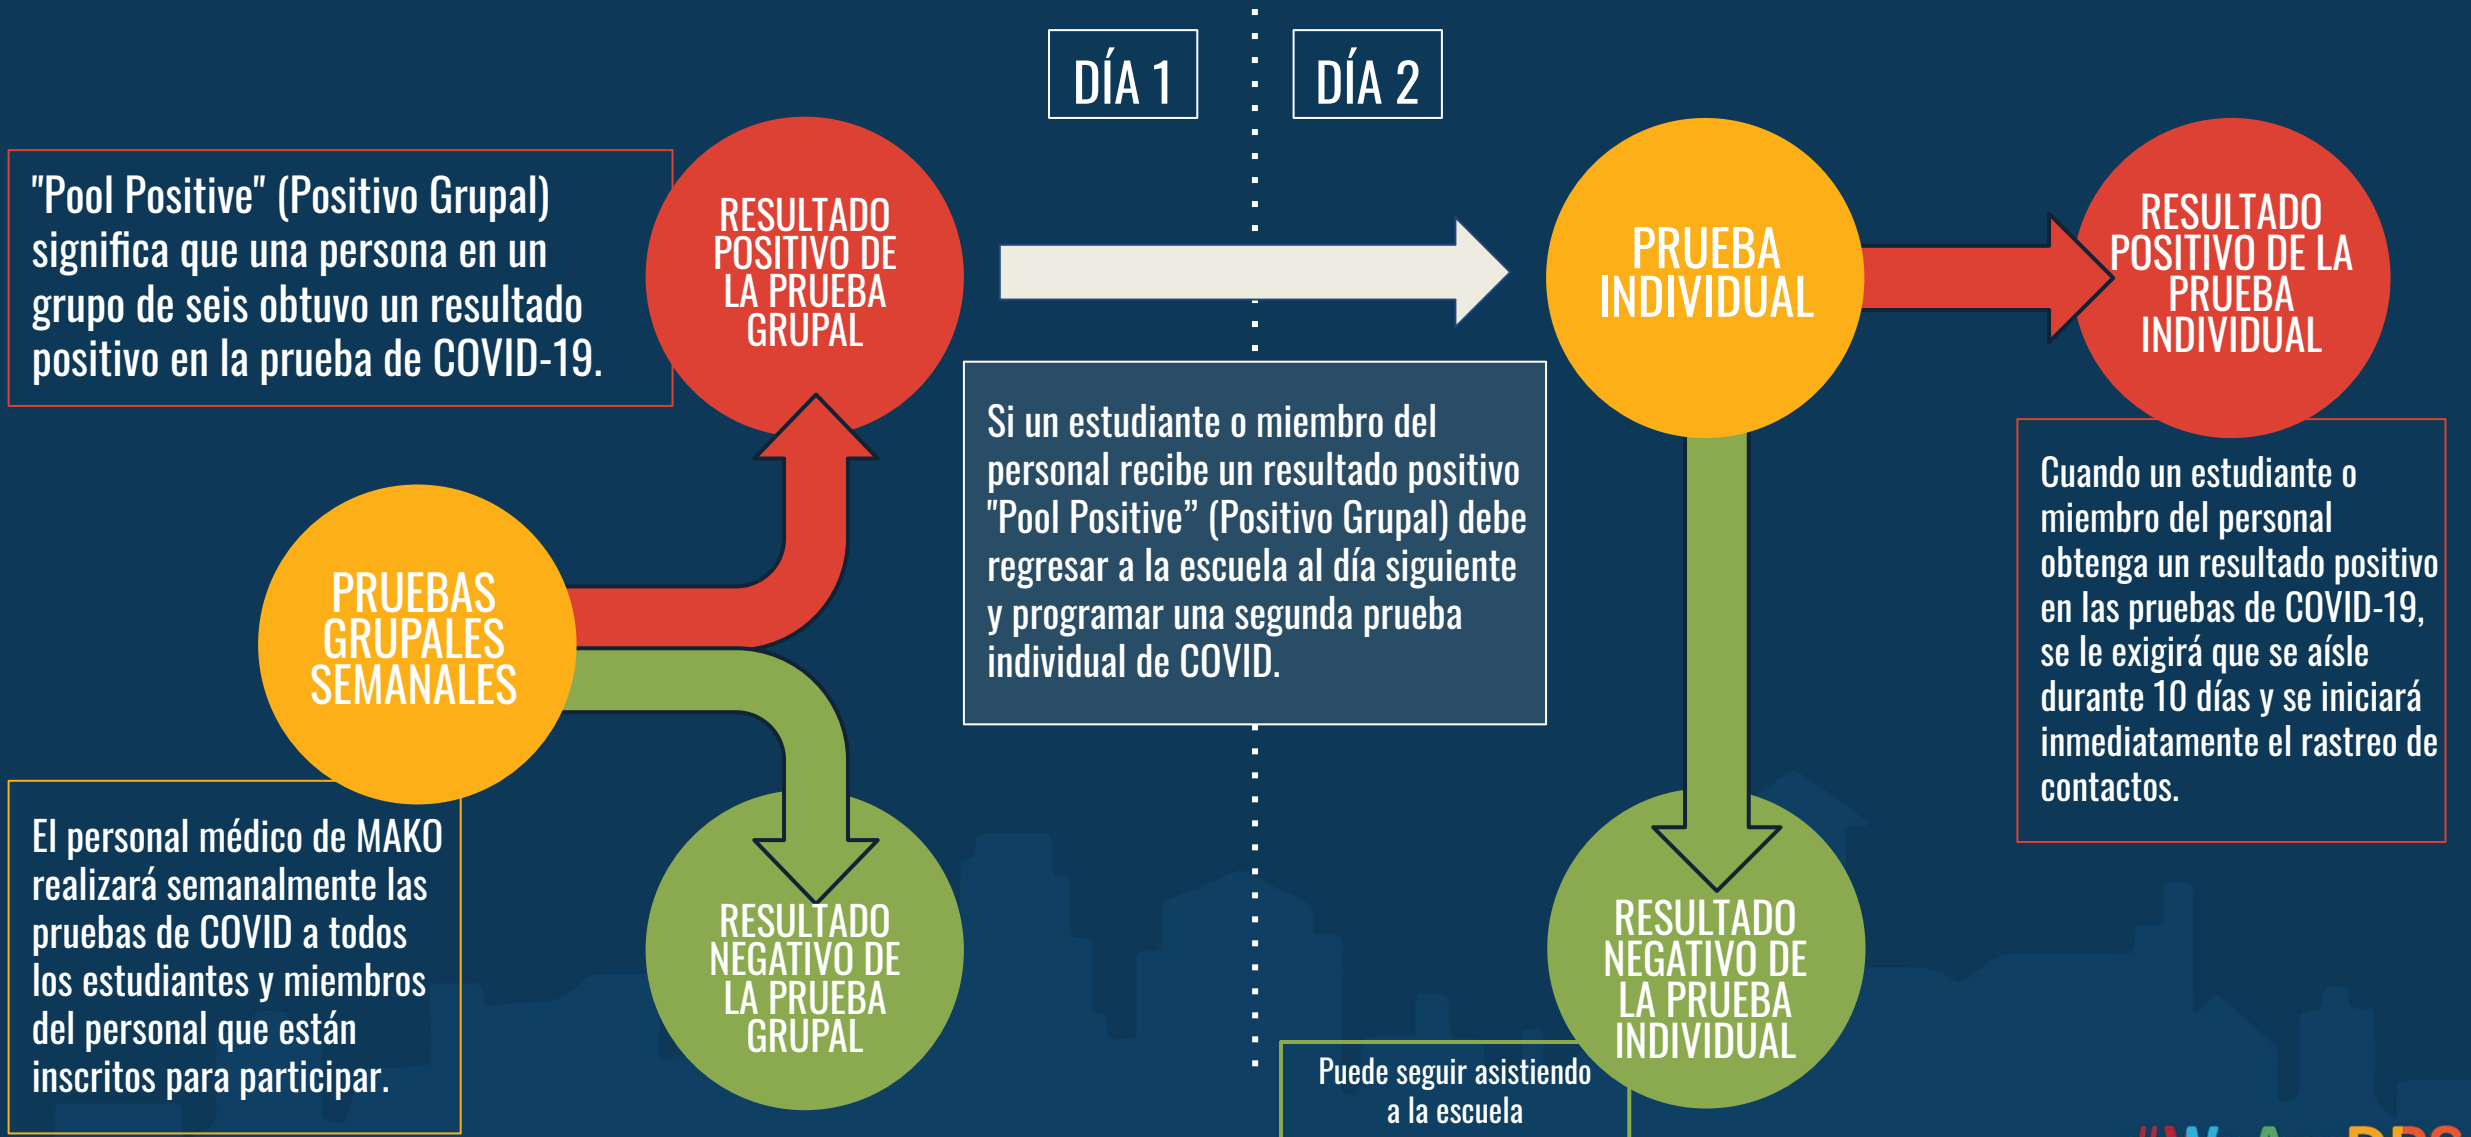 DÍA 1
DÍA 2
"Pool Positive" (Positivo Grupal)
significa que una persona en un
grupo de seis obtuvo un resultado
positivo en la prueba de COVID-19.
RESULTADO
POSITIVO DE
LA PRUEBA
GRUPAL
PRUEBA
INDIVIDUAL
RESULTADO
POSITIVO DE LA
PRUEBA
INDIVIDUAL
Si un estudiante o miembro del
personal recibe un resultado positivo
"Pool Positive” (Positivo Grupal) debe
regresar a la escuela al día siguiente
y programar una segunda prueba
individual de COVID.
Cuando un estudiante o
miembro del personal
obtenga un resultado positivo
en las pruebas de COVID-19,
se le exigirá que se aísle
durante 10 días y se iniciará
inmediatamente el rastreo de
contactos.
PRUEBAS
GRUPALES
SEMANALES
El personal médico de MAKO
realizará semanalmente las
pruebas de COVID a todos
los estudiantes y miembros
del personal que están
inscritos para participar.
RESULTADO
NEGATIVO DE
LA PRUEBA
GRUPAL
RESULTADO
NEGATIVO DE
LA PRUEBA
INDIVIDUAL
Puede seguir asistiendo
a la escuela